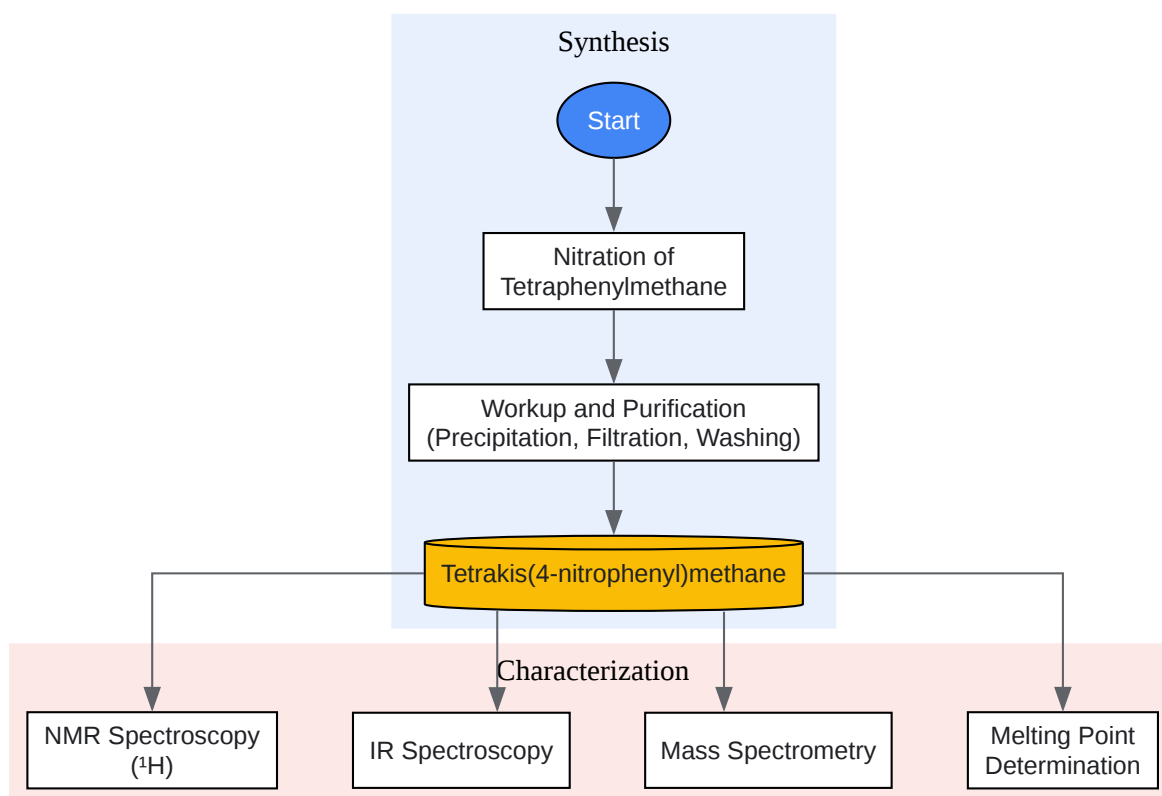 Synthesis
Start
Nitration of
Tetraphenylmethane
Workup and Purification
(Precipitation, Filtration, Washing)
Tetrakis(4-nitrophenyl)methane
Characterization
NMR Spectroscopy
(¹H)
IR Spectroscopy
Mass Spectrometry
Melting Point
Determination